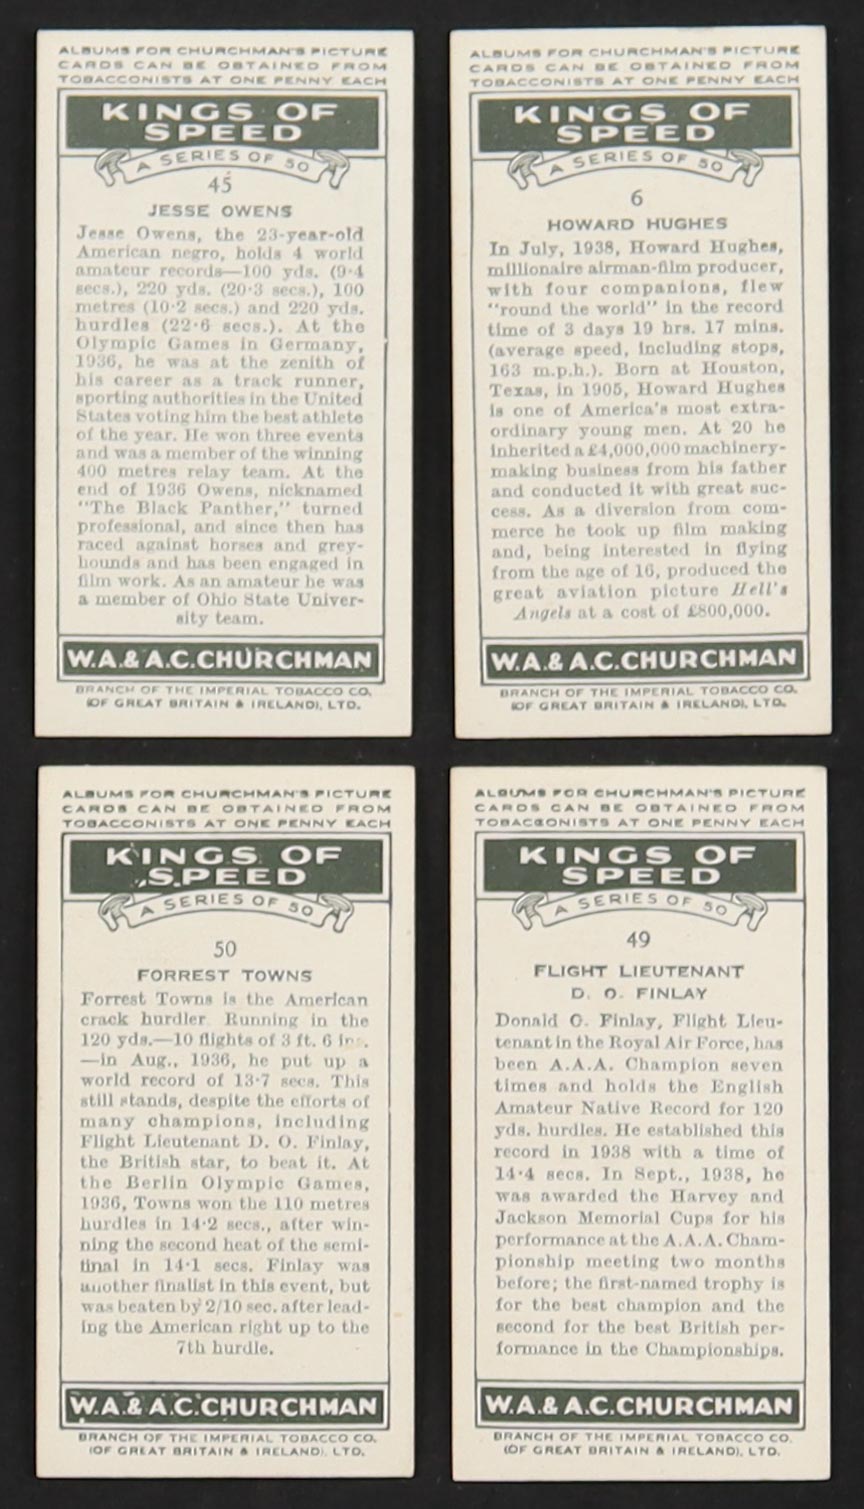 ALBUMS FOR CHURCHMAN'S PICTURE
CARDS CAN BE OBTAINED FROM
TOBACCONISTS AT ONE PENNY EACH
KINGS OF
SPEED
A SERIES OF 50
45
JESSE OWENS
Jesse Owens, the 23-year-old
American negro, holds 4 world
amateur records—100 yds. (9·4
secs.), 220 yds. (20·3 secs.), 100
metres (10·2 secs.) and 220 yds.
hurdles (22·6 secs.). At the
Olympic Games in Germany,
1936, he was at the zenith of
his career as a track runner,
sporting authorities in the United
States voting him the best athlete
of the year. He won three events
and was a member of the winning
400 metres relay team. At the
end of 1936 Owens, nicknamed
"The Black Panther," turned
professional, and since then has
raced against horses and grey-
hounds and has been engaged in
film work. As an amateur he was
a member of Ohio State Univer-
sity team.
W.A.& A.C.CHURCHMAN
BRANCH OF THE IMPERIAL TOBACCO CO.
(OF GREAT BRITAIN & IRELAND), LTD.
ALBUMS FOR CHURCHMAN'S PICTURE
CARDS CAN BE OBTAINED FROM
TOBACCONISTS AT ONE PENNY EACH
KINGS OF
SPEED
A SERIES OF 50
6
HOWARD HUGHES
In July, 1938, Howard Hughes,
millionaire airman-film producer,
with four companions, flew
"round the world" in the record
time of 3 days 19 hrs. 17 mins.
(average speed, including stops,
163 m.p.h.). Born at Houston,
Texas, in 1905, Howard Hughes
is one of America's most extra-
ordinary young men. At 20 he
inherited a £4,000,000 machinery-
making business from his father
and conducted it with great suc-
cess. As a diversion from com-
merce he took up film making
and, being interested in flying
from the age of 16, produced the
great aviation picture Hell's
Angels at a cost of £800,000.
W.A.& A.C.CHURCHMAN
BRANCH OF THE IMPERIAL TOBACCO CO.
(OF GREAT BRITAIN & IRELAND), LTD.
ALBUMS FOR CHURCHMAN'S PICTURE
CARDS CAN BE OBTAINED FROM
TOBACCONISTS AT ONE PENNY EACH
KINGS OF
SPEED
A SERIES OF 50
50
FORREST TOWNS
Forrest Towns is the American
crack hurdler. Running in the
120 yds.—10 flights of 3 ft. 6
—in Aug., 1936, he put up a
world record of 13·7 secs. This
still stands, despite the efforts of
many champions, including
Flight Lieutenant D. O. Finlay,
the British star, to beat it. At
the Berlin Olympic Games,
1936, Towns won the 110 metres
hurdles in 14·2 secs., after win-
ning the second heat of the semi-
final in 14·1 secs. Finlay was
another finalist in this event, but
was beaten by 2/10 sec. after lead-
ing the American right up to the
7th hurdle.
W.A.& A.C.CHURCHMAN
BRANCH OF THE IMPERIAL TOBACCO CO.
(OF GREAT BRITAIN & IRELAND), LTD.
ALBUMS FOR CHURCHMAN'S PICTURE
CARDS CAN BE OBTAINED FROM
TOBACCONISTS AT ONE PENNY EACH
KINGS OF
SPEED
A SERIES OF 50
49
FLIGHT LIEUTENANT
D. O. FINLAY
Donald O. Finlay, Flight Lieu-
tenant in the Royal Air Force, has
been A.A.A. Champion seven
times and holds the English
Amateur Native Record for 120
yds. hurdles. He established this
record in 1938 with a time of
14·4 secs. In Sept., 1938, he
was awarded the Harvey and
Jackson Memorial Cups for his
performance at the A.A.A. Cham-
pionship meeting two months
before; the first-named trophy is
for the best champion and the
second for the best British per-
formance in the Championships.
W.A.& A.C.CHURCHMAN
BRANCH OF THE IMPERIAL TOBACCO CO.
(OF GREAT BRITAIN & IRELAND), LTD.